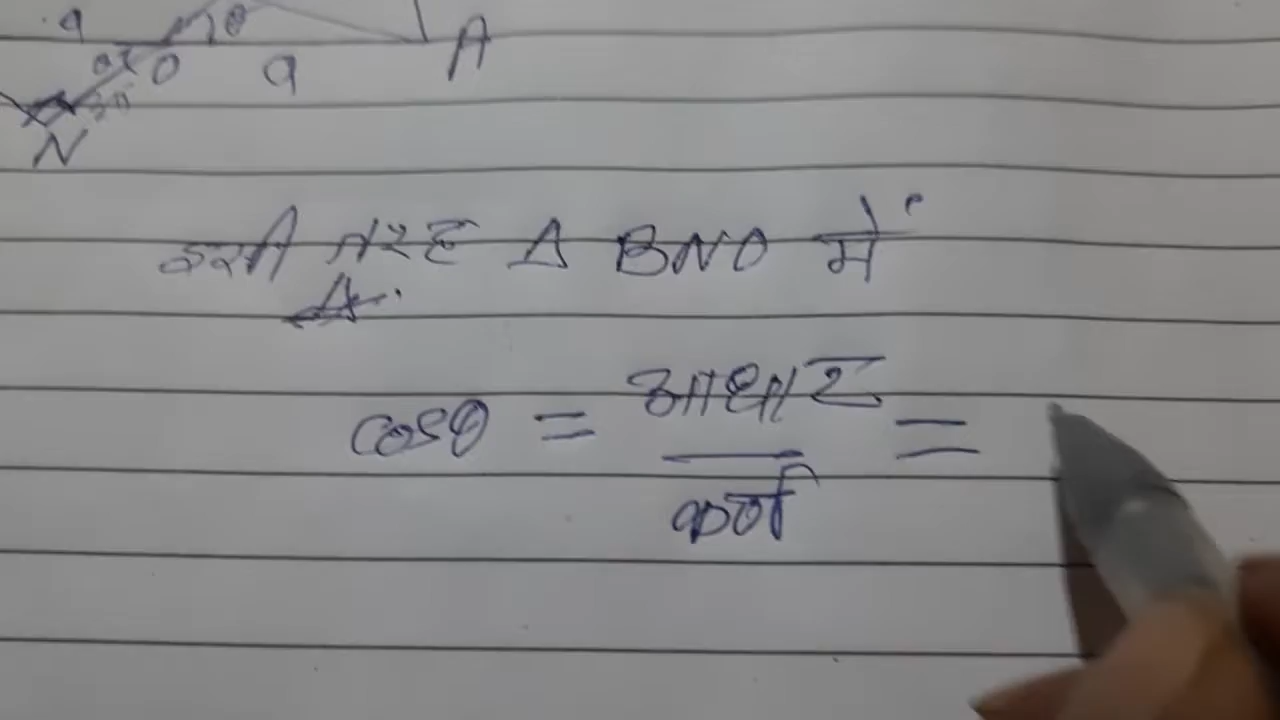 a θ
O a A
N
इसी तरह Δ BNO में
cosθ = आधार / कर्ण =